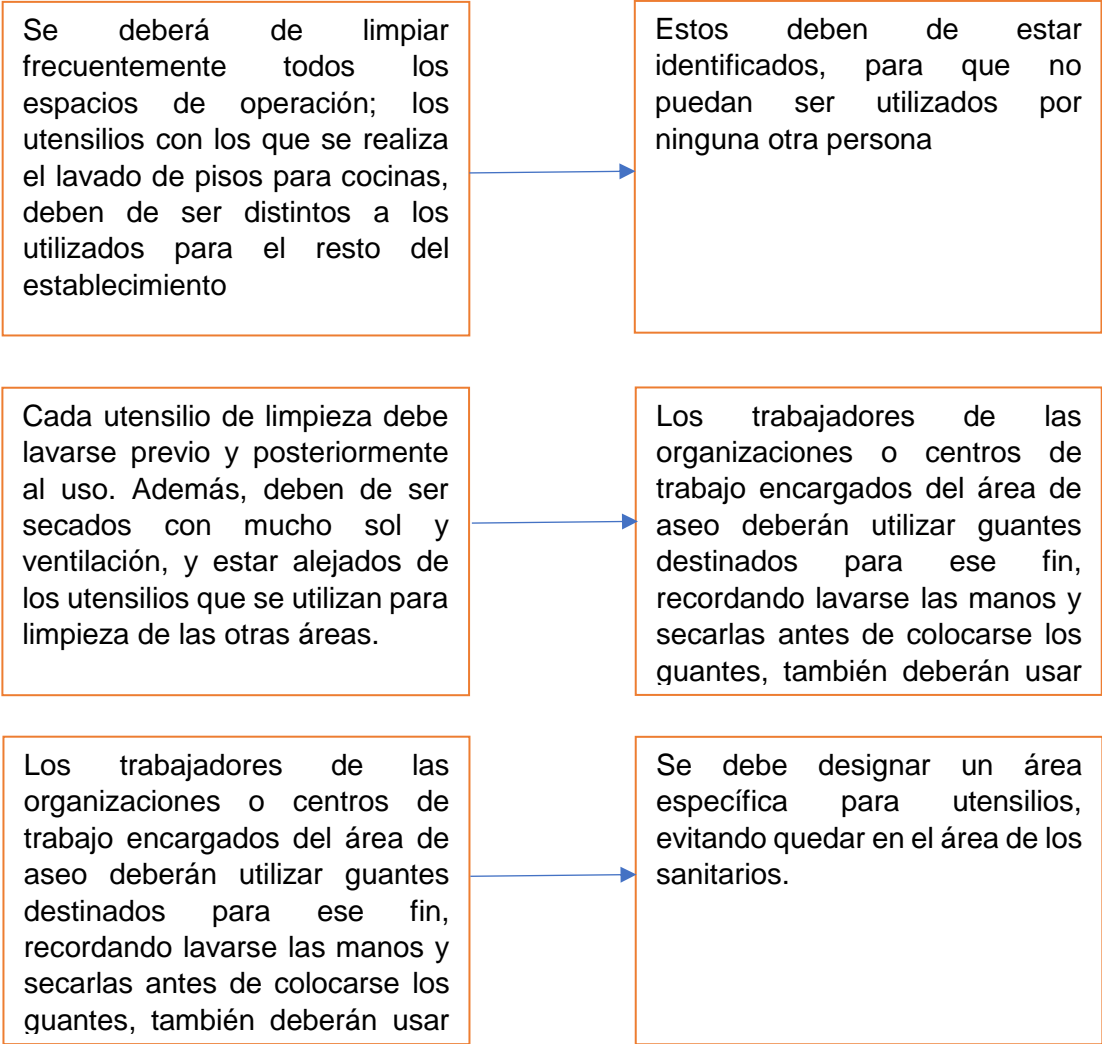 Se deberá de limpiar
frecuentemente todos los
espacios de operación; los
utensilios con los que se realiza
el lavado de pisos para cocinas,
deben de ser distintos a los
utilizados para el resto del
establecimiento
Estos deben de estar
identificados, para que no
puedan ser utilizados por
ninguna otra persona
Cada utensilio de limpieza debe
lavarse previo y posteriormente
al uso. Además, deben de ser
secados con mucho sol y
ventilación, y estar alejados de
los utensilios que se utilizan para
limpieza de las otras áreas.
Los trabajadores de las
organizaciones o centros de
trabajo encargados del área de
aseo deberán utilizar guantes
destinados para ese fin,
recordando lavarse las manos y
secarlas antes de colocarse los
guantes, también deberán usar
Los trabajadores de las
organizaciones o centros de
trabajo encargados del área de
aseo deberán utilizar guantes
destinados para ese fin,
recordando lavarse las manos y
secarlas antes de colocarse los
guantes, también deberán usar
Se debe designar un área
específica para utensilios,
evitando quedar en el área de los
sanitarios.